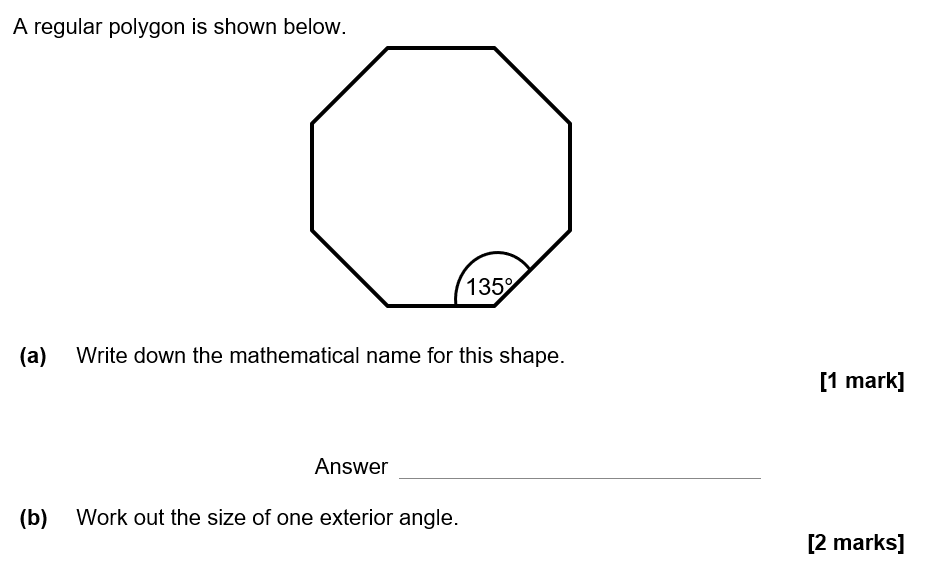 A regular polygon is shown below.
135°
(a) Write down the mathematical name for this shape.
[1 mark]
Answer
(b) Work out the size of one exterior angle.
[2 marks]